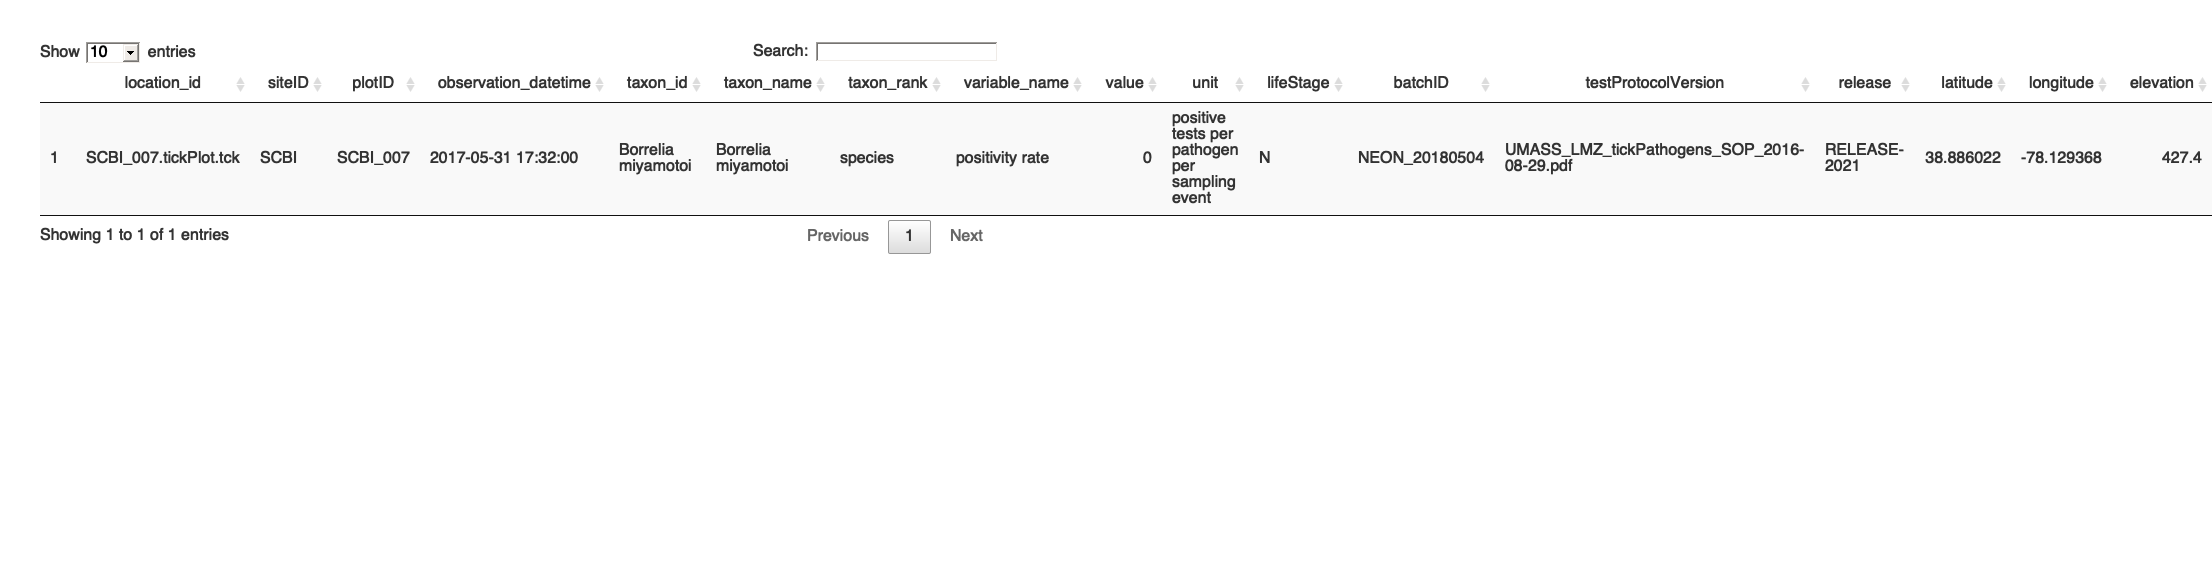 Show 10 entries Search:
location_id siteID plotID observation_datetime taxon_id taxon_name taxon_rank variable_name value unit lifeStage batchID testProtocolVersion release latitude longitude elevation
1 SCBI_007.tickPlot.tck SCBI SCBI_007 2017-05-31 17:32:00
Borrelia
miyamotoi
Borrelia
miyamotoi
species positivity rate 0
positive
tests per
pathogen
per
sampling
event
N NEON_20180504
UMASS_LMZ_tickPathogens_SOP_2016-
08-29.pdf
RELEASE-
2021
38.886022 -78.129368 427.4
Showing 1 to 1 of 1 entries Previous 1 Next